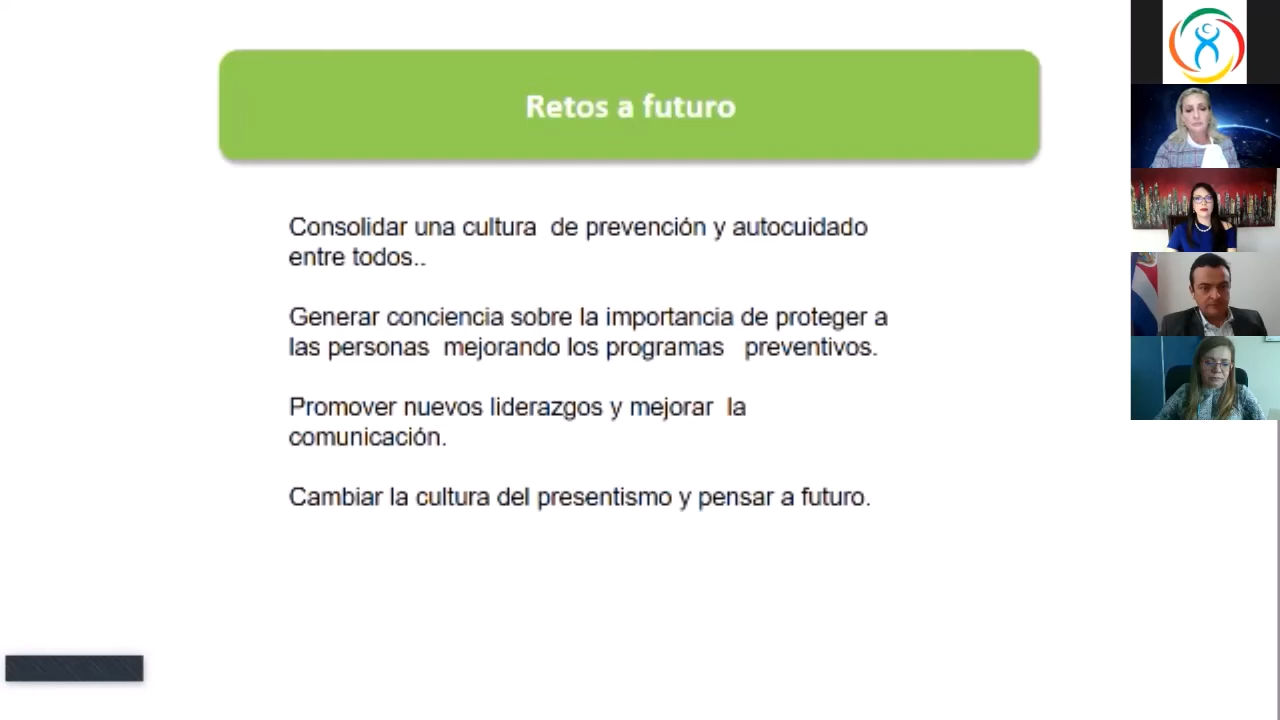 Retos a futuro
Consolidar una cultura  de prevención y autocuidado
entre todos..
Generar conciencia sobre la importancia de proteger a
las personas  mejorando los programas   preventivos.
Promover nuevos liderazgos y mejorar  la
comunicación.
Cambiar la cultura del presentismo y pensar a futuro.